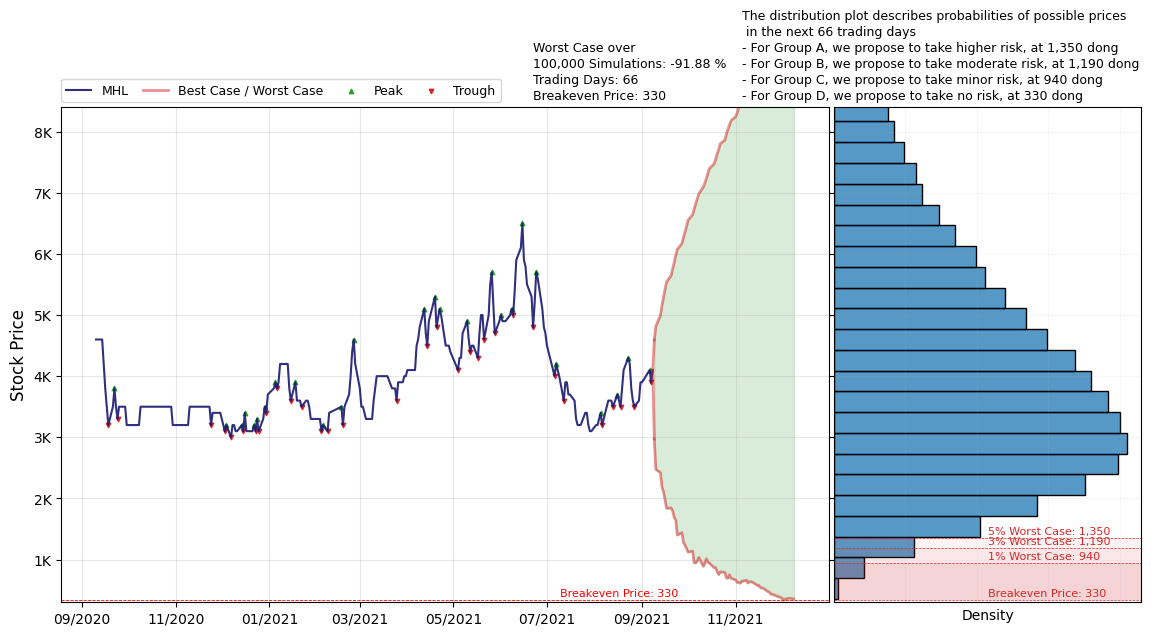 The distribution plot describes probabilities of possible prices
in the next 66 trading days
- For Group A, we propose to take higher risk, at 1,350 dong
- For Group B, we propose to take moderate risk, at 1,190 dong
- For Group C, we propose to take minor risk, at 940 dong
- For Group D, we propose to take no risk, at 330 dong
Worst Case over
100,000 Simulations: -91.88 %
Trading Days: 66
Breakeven Price: 330
MHL
Best Case / Worst Case
Peak
Trough
Stock Price
8K
7K
6K
5K
4K
3K
2K
1K
09/2020
11/2020
01/2021
03/2021
05/2021
07/2021
09/2021
11/2021
Breakeven Price: 330
5% Worst Case: 1,350
3% Worst Case: 1,190
1% Worst Case: 940
Breakeven Price: 330
Density